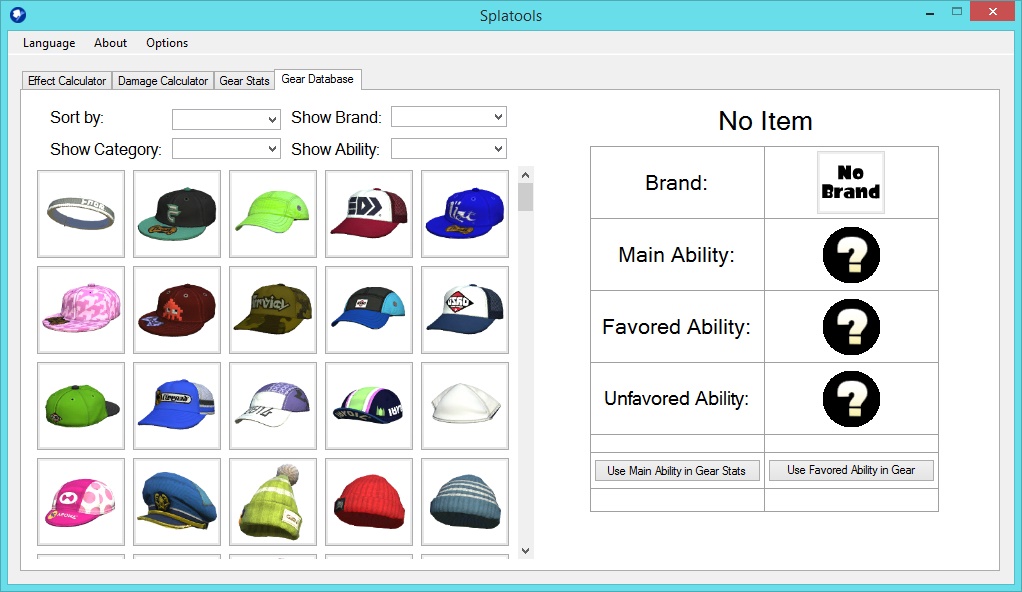 Splatools
Language About Options
Effect Calculator Damage Calculator Gear Stats Gear Database
Sort by: Show Brand:
Show Category: Show Ability:
No Item
Brand: No Brand
Main Ability: ?
Favored Ability: ?
Unfavored Ability: ?
Use Main Ability in Gear Stats Use Favored Ability in Gear